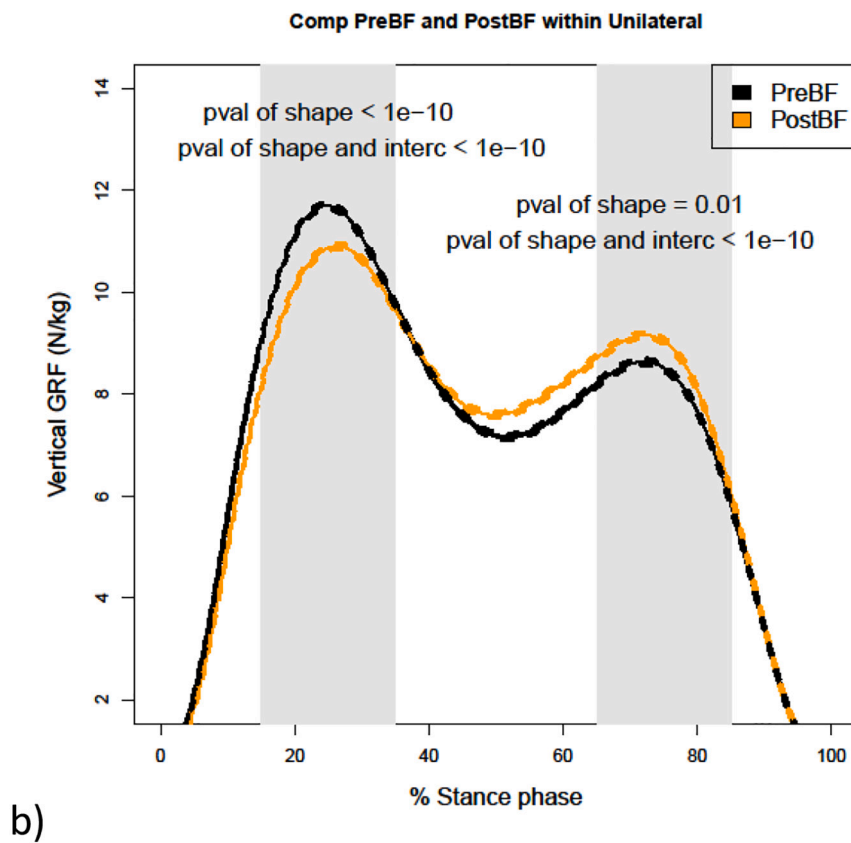 Comp PreBF and PostBF within Unilateral
PreBF
PostBF
pval of shape < 1e−10
pval of shape and interc < 1e−10
pval of shape = 0.01
pval of shape and interc < 1e−10
Vertical GRF (N/kg)
14
12
10
8
6
4
2
0 20 40 60 80 100
% Stance phase
b)